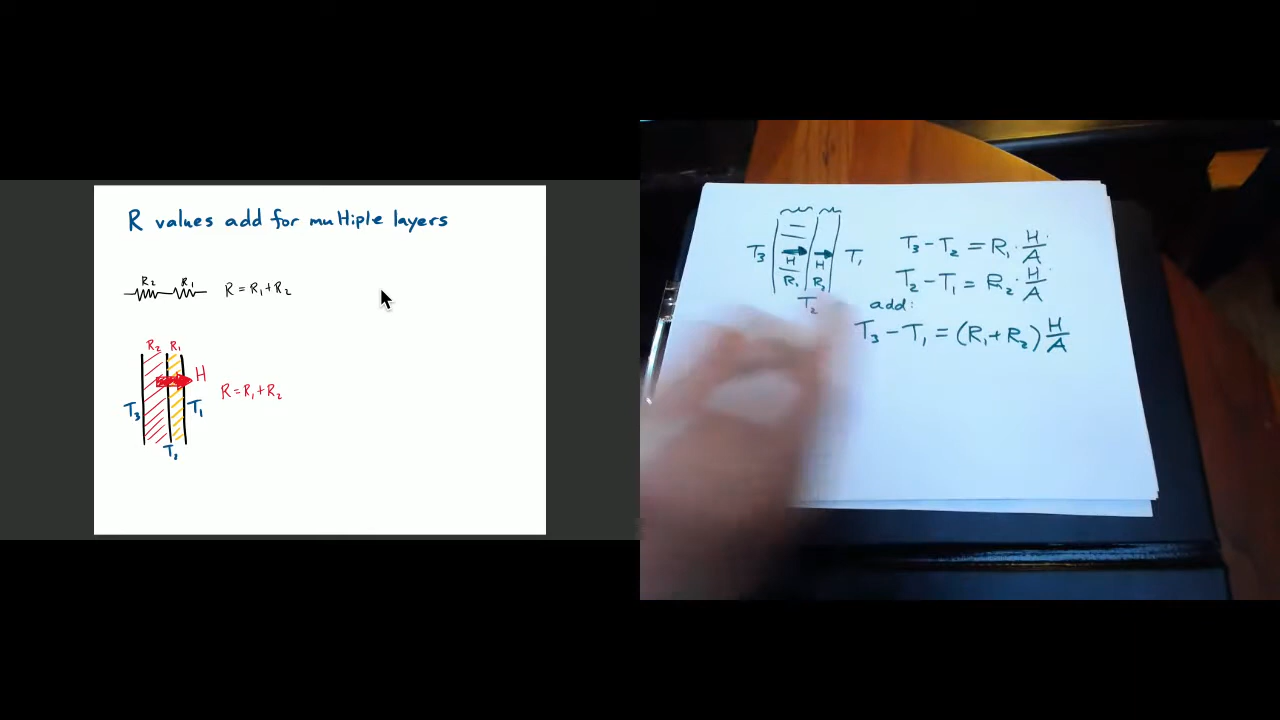 R values add for multiple layers
R₂ R₁
R = R₁ + R₂
R₂ R₁
H
R = R₁ + R₂
T₃ T₁
T₂
T₃ H H T₁
R₁ R₂
T₂
T₃ - T₂ = R₁ · H/A
T₂ - T₁ = R₂ · H/A
add:
T₃ - T₁ = (R₁ + R₂) H/A